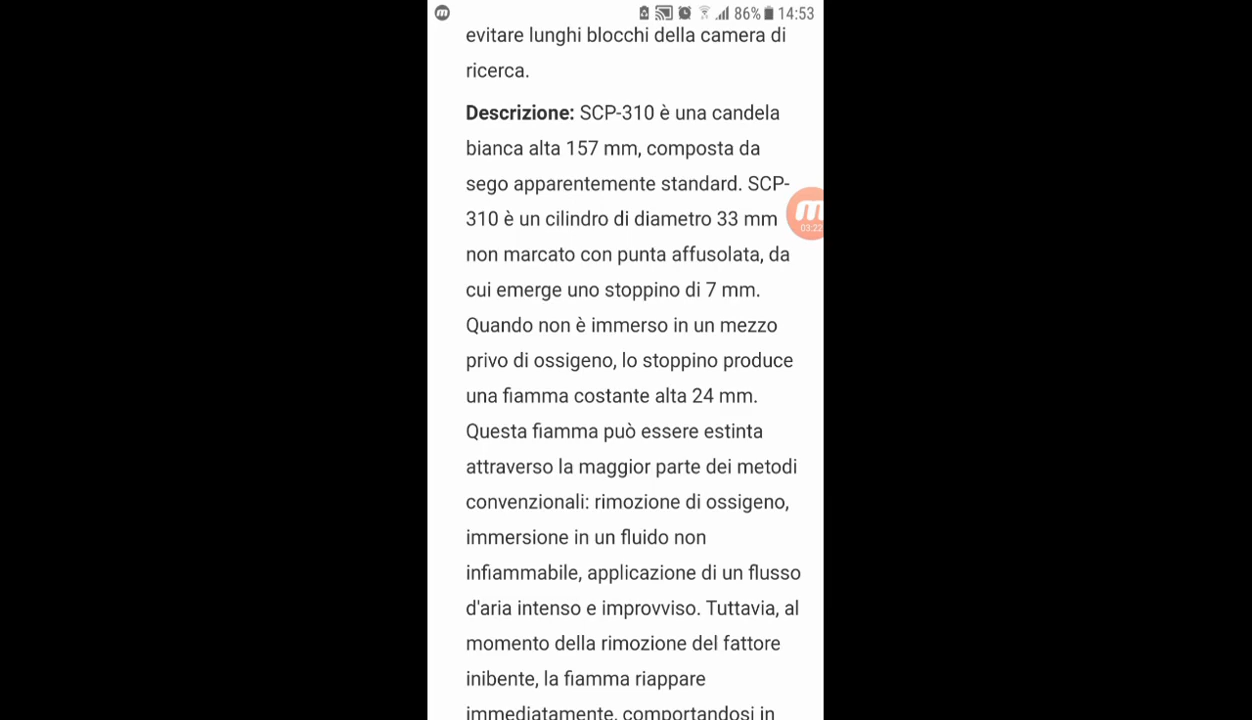 86% 14:53
evitare lunghi blocchi della camera di
ricerca.
Descrizione: SCP-310 è una candela
bianca alta 157 mm, composta da
sego apparentemente standard. SCP-
310 è un cilindro di diametro 33 mm
03:22
non marcato con punta affusolata, da
cui emerge uno stoppino di 7 mm.
Quando non è immerso in un mezzo
privo di ossigeno, lo stoppino produce
una fiamma costante alta 24 mm.
Questa fiamma può essere estinta
attraverso la maggior parte dei metodi
convenzionali: rimozione di ossigeno,
immersione in un fluido non
infiammabile, applicazione di un flusso
d'aria intenso e improvviso. Tuttavia, al
momento della rimozione del fattore
inibente, la fiamma riappare
immediatamente, comportandosi in